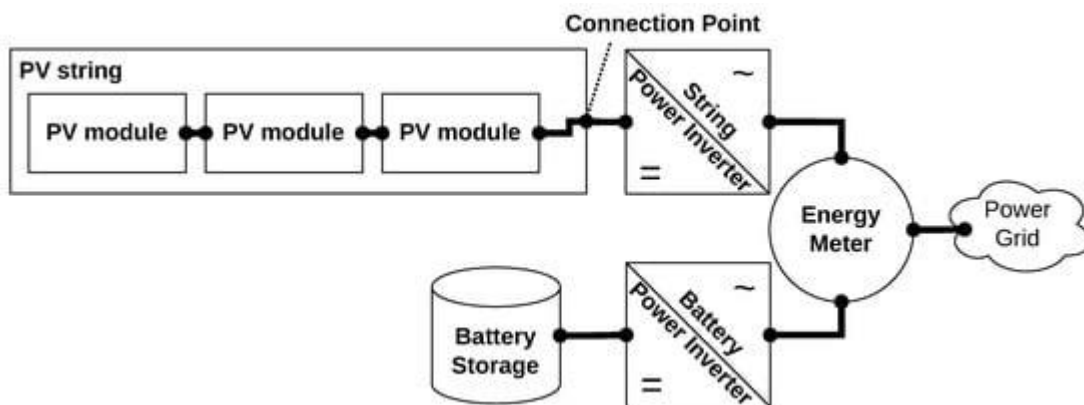 Connection Point
PV string
PV module
PV module
PV module
String
Power Inverter
~
=
Energy
Meter
Power
Grid
Battery
Storage
Battery
Power Inverter
~
=